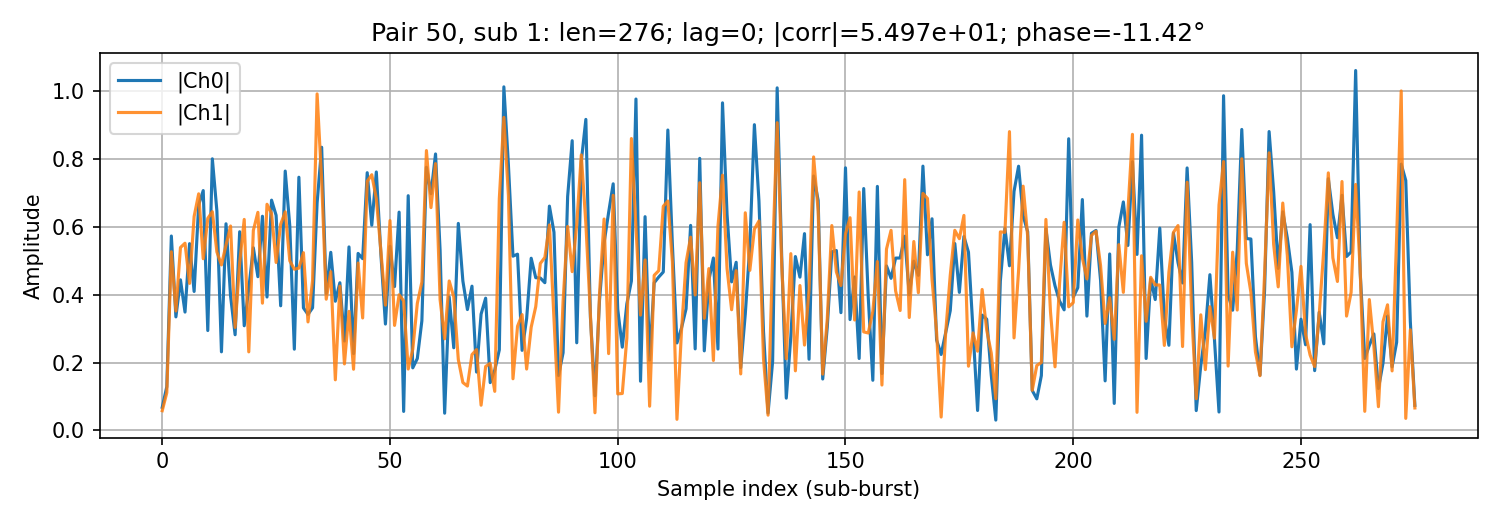 Pair 50, sub 1: len=276; lag=0; |corr|=5.497e+01; phase=-11.42°
|Ch0|
|Ch1|
Amplitude
1.0
0.8
0.6
0.4
0.2
0.0
0 50 100 150 200 250
Sample index (sub-burst)